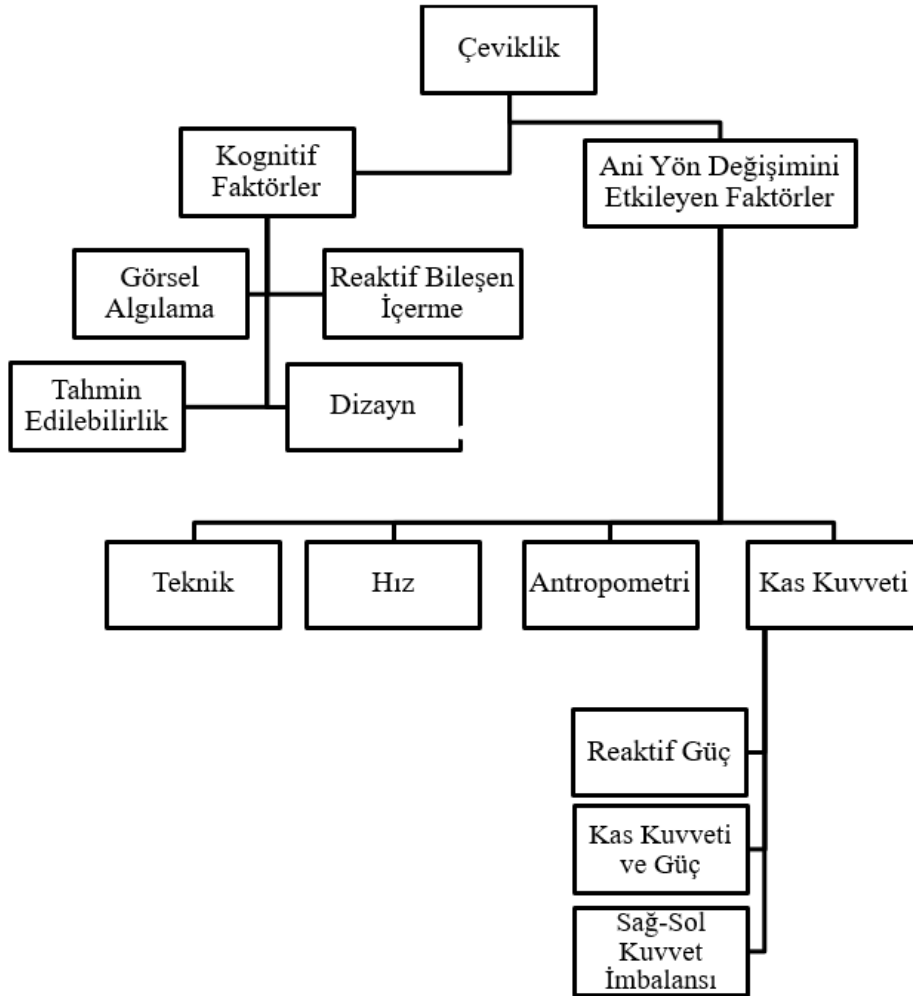 Çeviklik
Kognitif
Faktörler
Ani Yön Değişimini
Etkileyen Faktörler
Görsel
Algılama
Reaktif Bileşen
İçerme
Tahmin
Edilebilirlik
Dizayn
Teknik
Hız
Antropometri
Kas Kuvveti
Reaktif Güç
Kas Kuvveti
ve Güç
Sağ-Sol
Kuvvet
İmbalansı